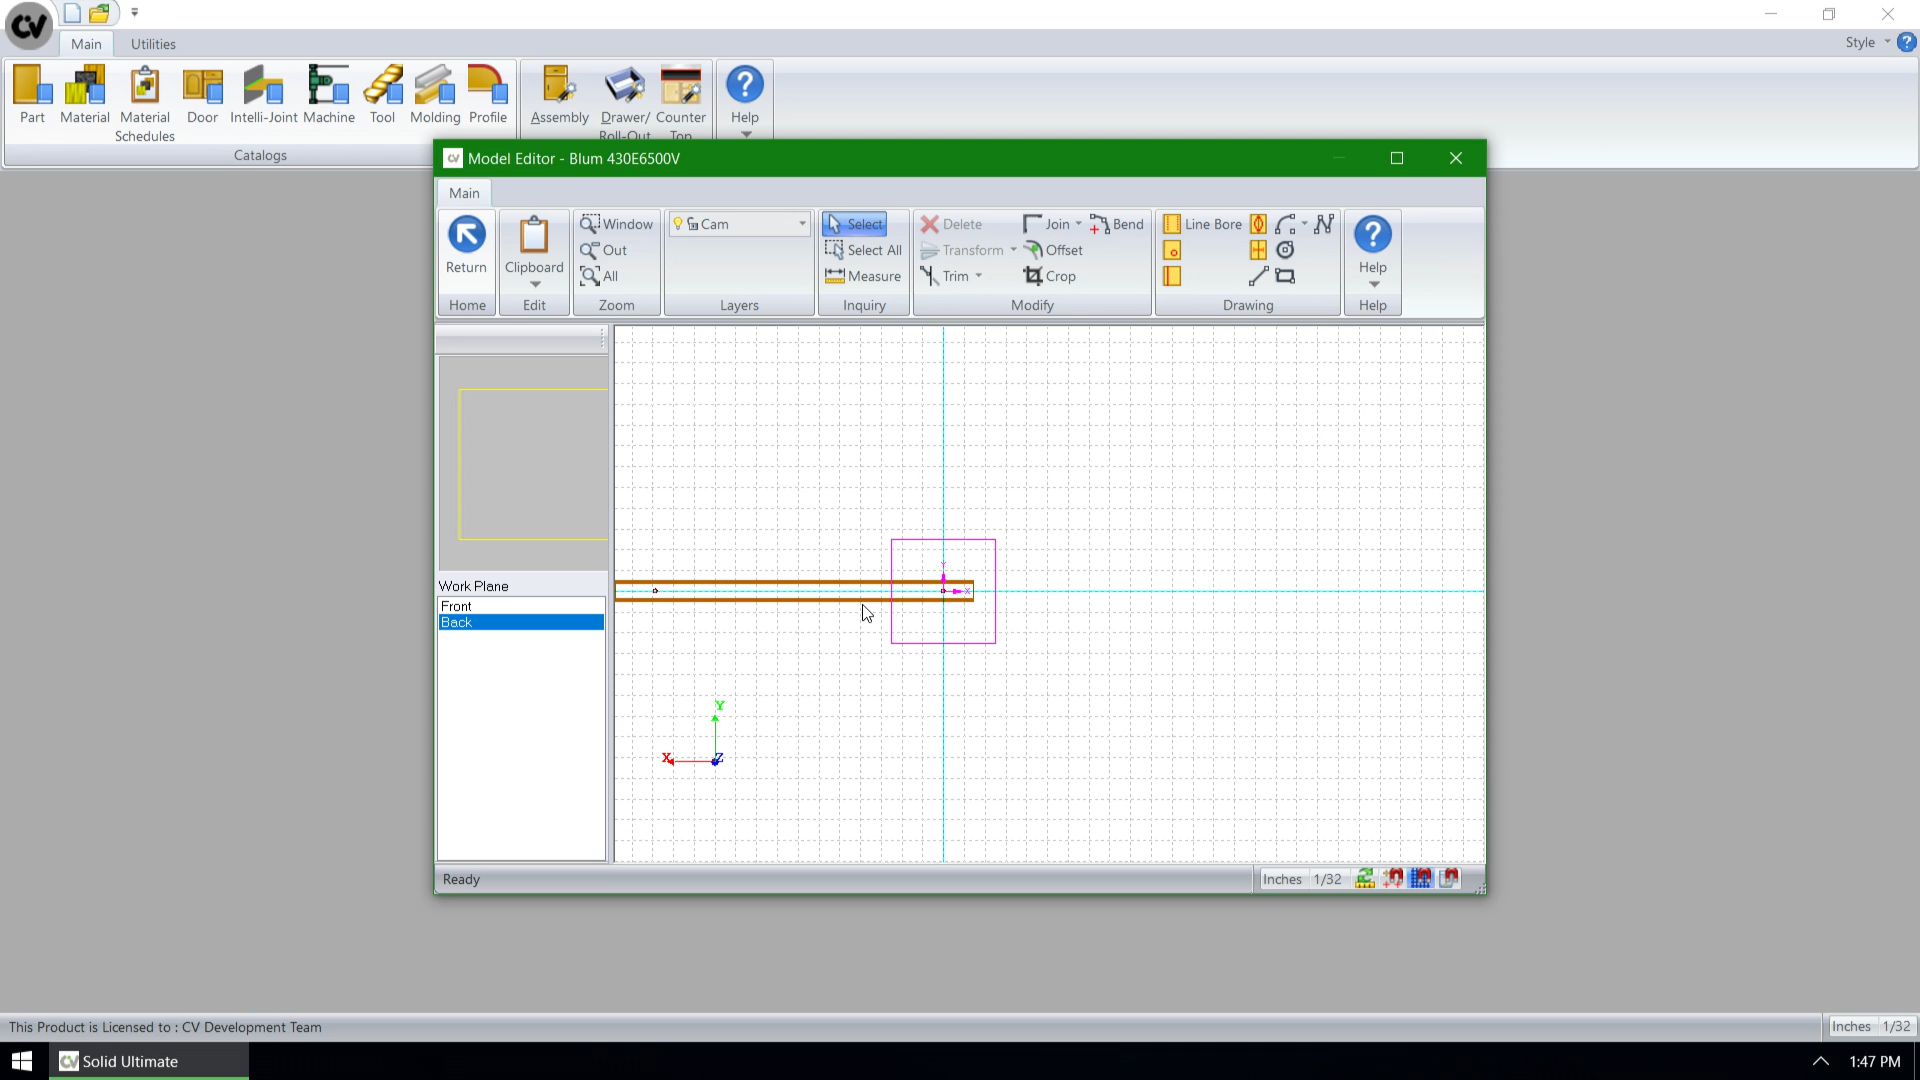 CV
Main
Utilities
Style
?
Part
Material
Material
Schedules
Door
Intelli-Joint
Machine
Tool
Molding
Profile
Assembly
Drawer/
Roll-Out
Counter
Top
?
Help
Catalogs
CV Model Editor - Blum 430E6500V
Main
Return
Clipboard
Window
Out
All
Cam
Select
Select All
Measure
Delete
Transform
Trim
Join
Offset
Crop
Bend
Line Bore
?
Help
Home
Edit
Zoom
Layers
Inquiry
Modify
Drawing
Help
Work Plane
Front
Back
Y
X
Y
X
Z
Ready
Inches 1/32
This Product is Licensed to : CV Development Team
Inches 1/32
CV Solid Ultimate
1:47 PM